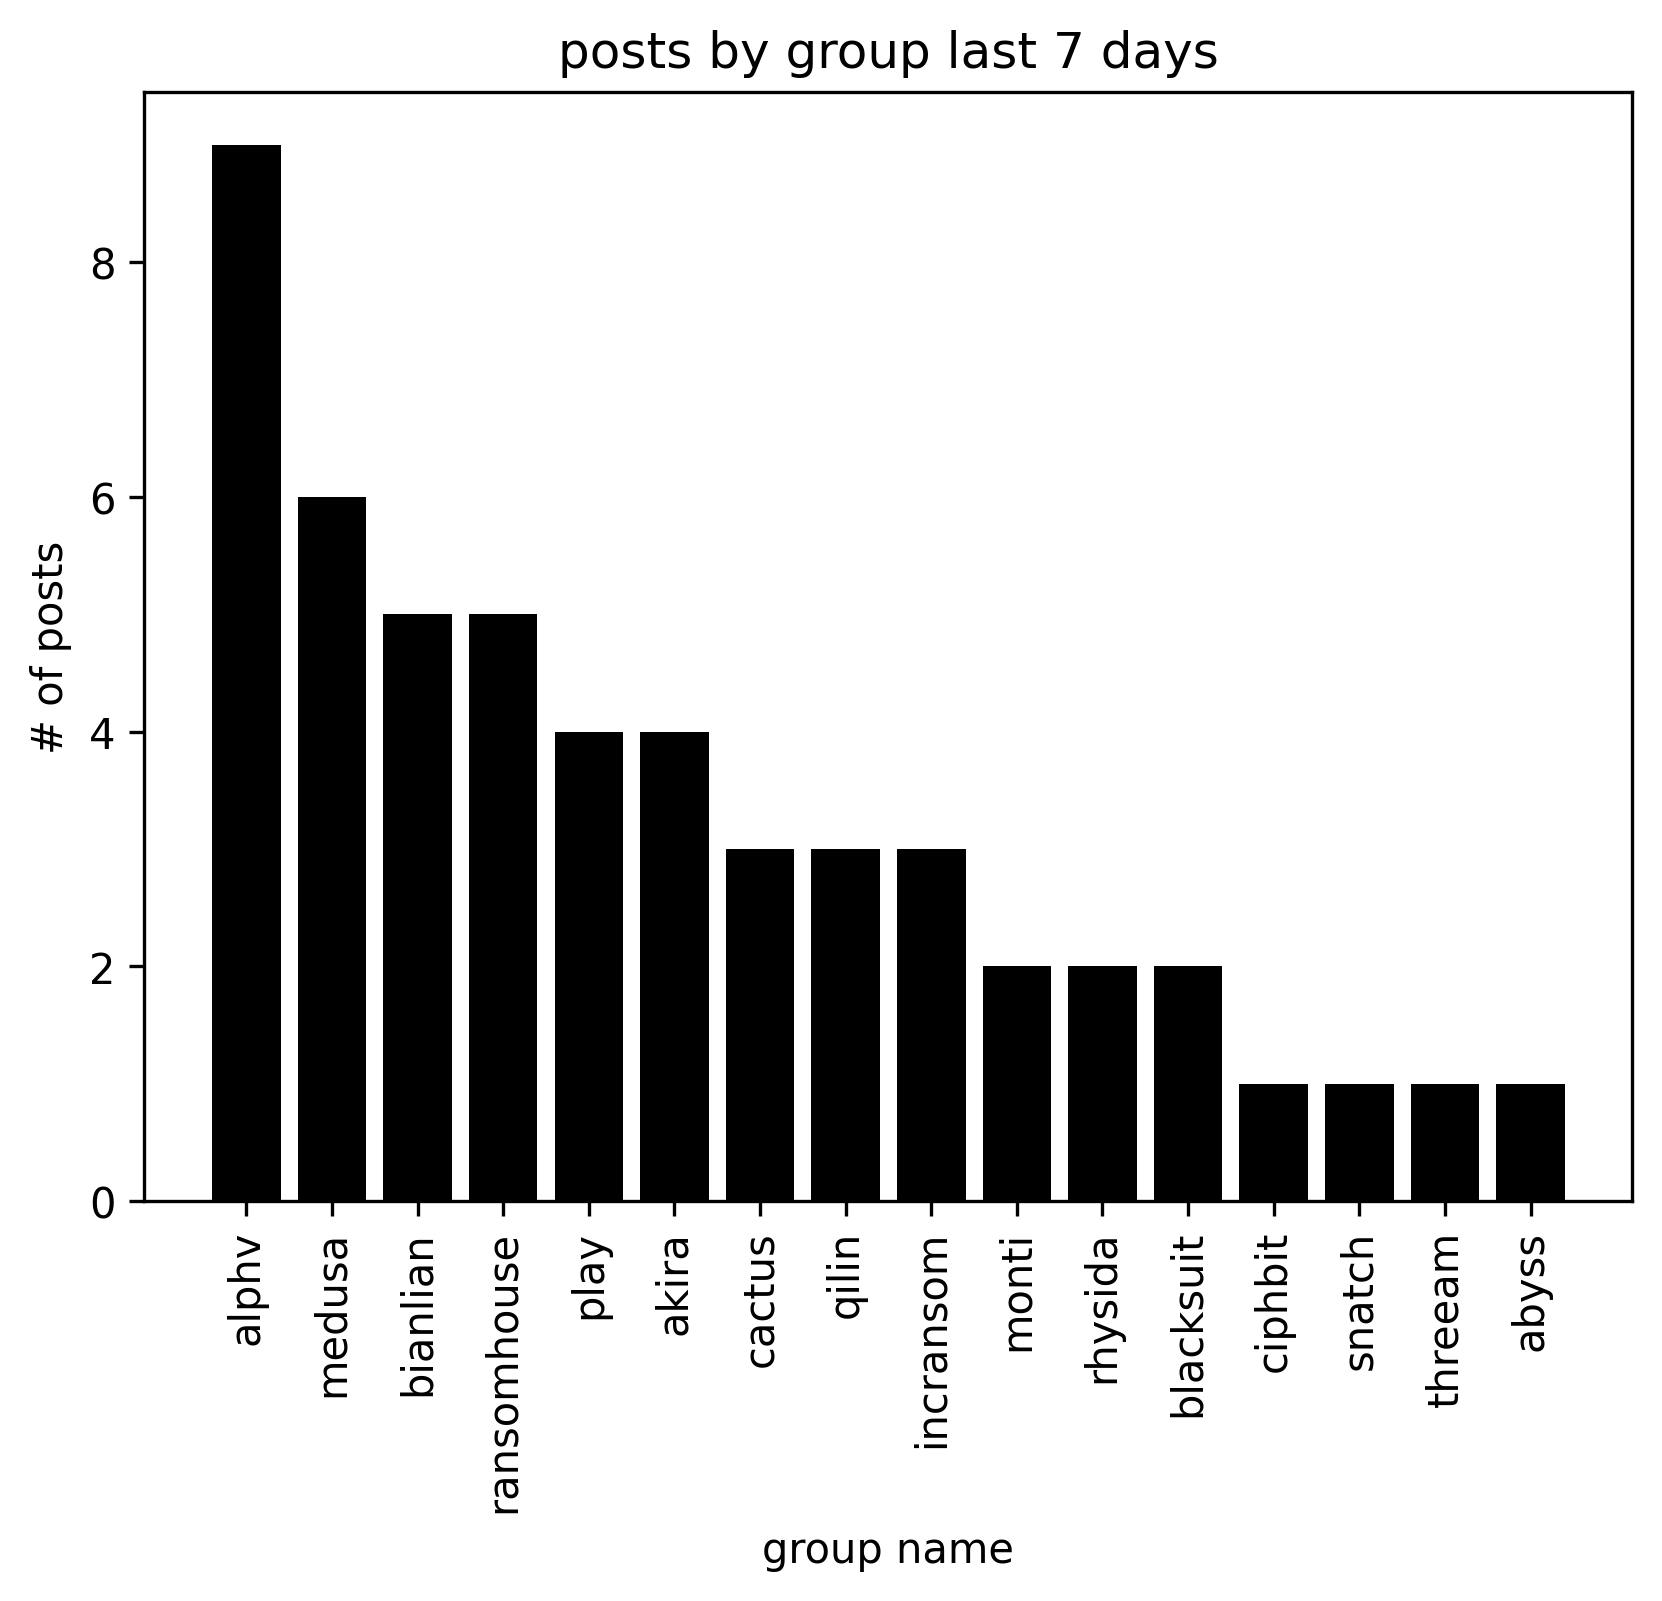 posts by group last 7 days
8
6
4
2
0
# of posts
alphv
medusa
bianlian
ransomhouse
play
akira
cactus
qilin
incransom
monti
rhysida
blacksuit
ciphbit
snatch
threeam
abyss
group name